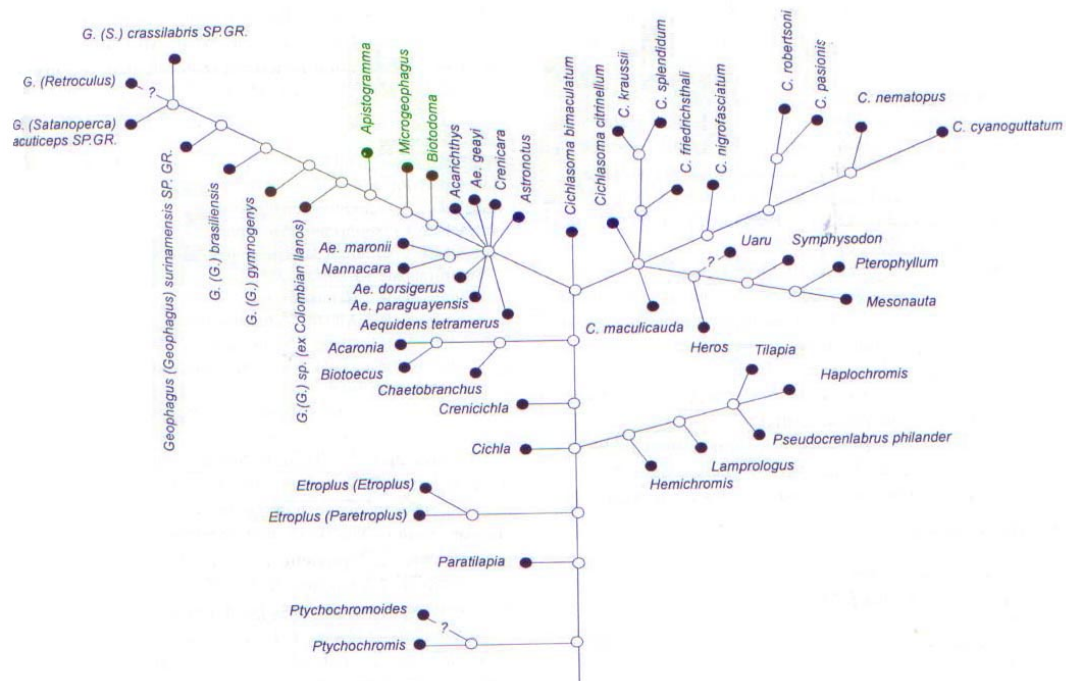 G. (S.) crassilabris SP.GR.
G. (Retroculus)
?
G. (Satanoperca)
acuticeps SP.GR.
Geophagus (Geophagus) surinamensis SP. GR.
G. (G.) brasiliensis
G. (G.) gymnogenys
G.(G.) sp. (ex Colombian llanos)
Apistogramma
Microgeophagus
Biotodoma
Acarichthys
Ae. geayi
Crenicara
Astronotus
Cichlasoma bimaculatum
Cichlasoma citrinellum
C. kraussii
C. splendidum
C. friedrichsthali
C. nigrofasciatum
C. robertsoni
C. pasionis
C. nematopus
C. cyanoguttatum
Ae. maronii
Nannacara
Ae. dorsigerus
Ae. paraguayensis
Aequidens tetramerus
C. maculicauda
Uaru
?
Symphysodon
Pterophyllum
Mesonauta
Heros
Acaronia
Biotoecus
Chaetobranchus
Crenicichla
Cichla
Tilapia
Haplochromis
Pseudocrenlabrus philander
Lamprologus
Hemichromis
Etroplus (Etroplus)
Etroplus (Paretroplus)
Paratilapia
Ptychochromoides
?
Ptychochromis